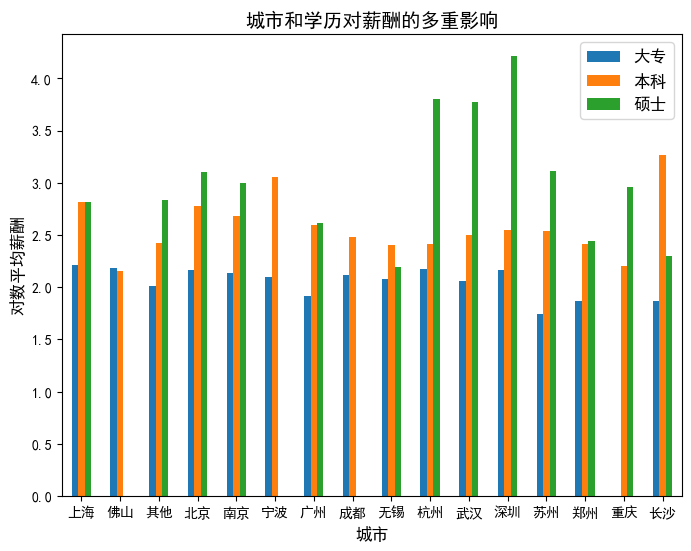 城市和学历对薪酬的多重影响
大专
本科
硕士
对数平均薪酬
4.0
3.5
3.0
2.5
2.0
1.5
1.0
0.5
0.0
上海 佛山 其他 北京 南京 宁波 广州 成都 无锡 杭州 武汉 深圳 苏州 郑州 重庆 长沙
城市